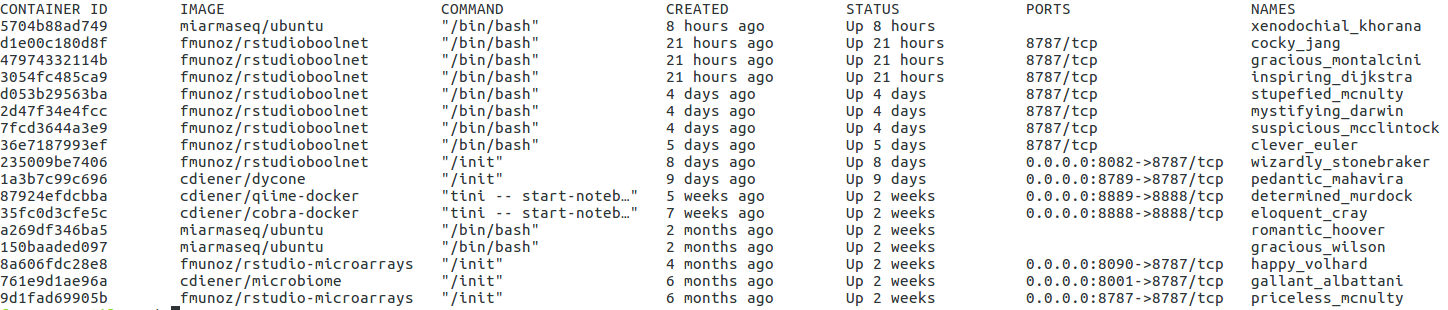 CONTAINER ID        IMAGE                        COMMAND                  CREATED             STATUS              PORTS                    NAMES
5704b88ad749        miarmaseq/ubuntu             "/bin/bash"              8 hours ago         Up 8 hours                                   xenodochial_khorana
d1e00c180d8f        fmunoz/rstudioboolnet        "/bin/bash"              21 hours ago        Up 21 hours         8787/tcp                 cocky_jang
47974332114b        fmunoz/rstudioboolnet        "/bin/bash"              21 hours ago        Up 21 hours         8787/tcp                 gracious_montalcini
3054fc485ca9        fmunoz/rstudioboolnet        "/bin/bash"              21 hours ago        Up 21 hours         8787/tcp                 inspiring_dijkstra
d053b29563ba        fmunoz/rstudioboolnet        "/bin/bash"              4 days ago          Up 4 days           8787/tcp                 stupefied_mcnulty
2d47f34e4fcc        fmunoz/rstudioboolnet        "/bin/bash"              4 days ago          Up 4 days           8787/tcp                 mystifying_darwin
7fcd3644a3e9        fmunoz/rstudioboolnet        "/bin/bash"              4 days ago          Up 4 days           8787/tcp                 suspicious_mcclintock
36e7187993ef        fmunoz/rstudioboolnet        "/bin/bash"              5 days ago          Up 5 days           8787/tcp                 clever_euler
235009be7406        fmunoz/rstudioboolnet        "/init"                  8 days ago          Up 8 days           0.0.0.0:8082->8787/tcp   wizardly_stonebraker
1a3b7c99c696        cdiener/dycone               "/init"                  9 days ago          Up 9 days           0.0.0.0:8789->8787/tcp   pedantic_mahavira
87924efdcbba        cdiener/qiime-docker         "tini -- start-noteb…"   5 weeks ago         Up 2 weeks          0.0.0.0:8889->8888/tcp   determined_murdock
35fc0d3cfe5c        cdiener/cobra-docker         "tini -- start-noteb…"   7 weeks ago         Up 2 weeks          0.0.0.0:8888->8888/tcp   eloquent_cray
a269df346ba5        miarmaseq/ubuntu             "/bin/bash"              2 months ago        Up 2 weeks                                   romantic_hoover
150baaded097        miarmaseq/ubuntu             "/bin/bash"              2 months ago        Up 2 weeks                                   gracious_wilson
8a606fdc28e8        fmunoz/rstudio-microarrays   "/init"                  4 months ago        Up 2 weeks          0.0.0.0:8090->8787/tcp   happy_volhard
761e9d1ae96a        cdiener/microbiome           "/init"                  6 months ago        Up 2 weeks          0.0.0.0:8001->8787/tcp   gallant_albattani
9d1fad69905b        fmunoz/rstudio-microarrays   "/init"                  6 months ago        Up 2 weeks          0.0.0.0:8787->8787/tcp   priceless_mcnulty